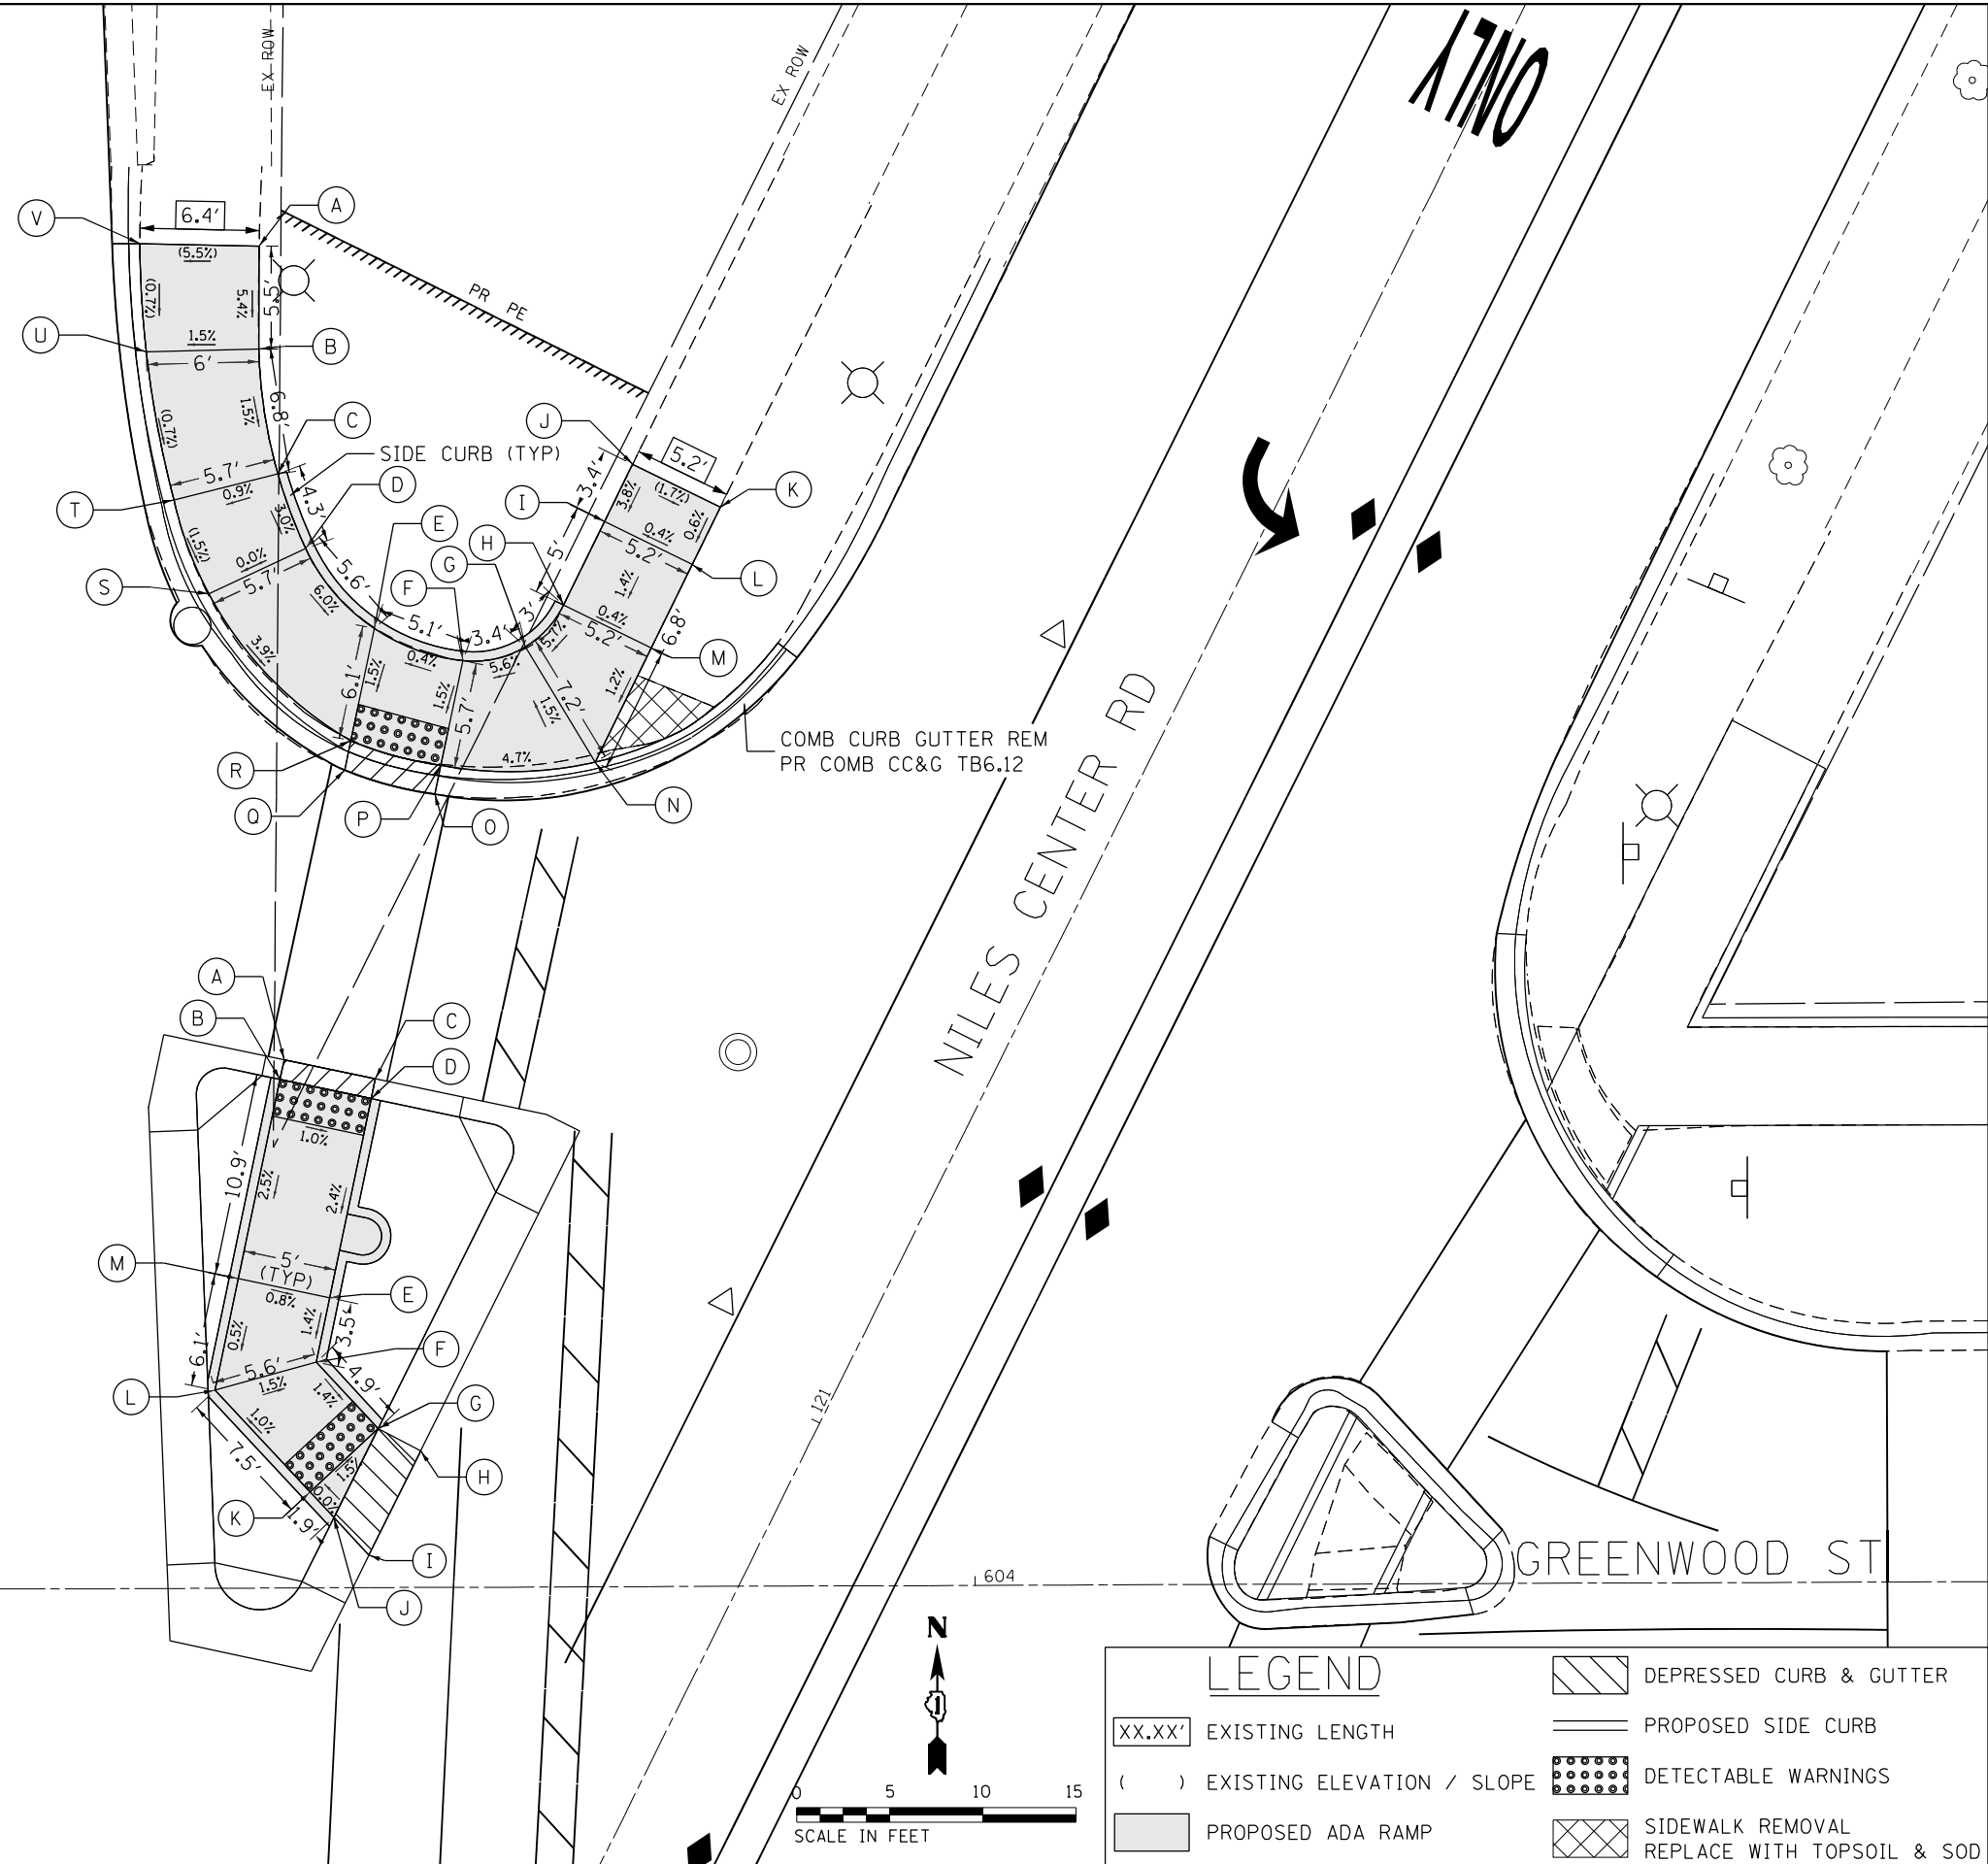 EX ROW
EX ROW
ONLY
V
6.4'
A
(5.5%)
(0.7%)
5.4%
5.5'
PR PE
U
1.5%
B
6'
(0.7%)
1.5%
6.8'
C
J
SIDE CURB (TYP)
5.2'
5.7'
0.9%
4.3'
D
3.4'
3.8%
(1.7%)
K
T
3.0%
I
(1.5%)
E
0.4%
0.6%
0.0%
H
5'
5.2'
S
5.7'
5.6'
G
L
6.0%
F
1.4%
5.1'
3.4'
3'
0.4%
5.2'
6.8'
3.9%
0.4%
5.6%
5.1%
M
6.1'
1.5%
1.5%
5.7'
7.2'
1.5%
1.2%
4.7%
COMB CURB GUTTER REM
PR COMB CC&G TB6.12
R
Q
P
O
N
NILES CENTER RD
A
B
C
D
1.0%
10.9'
2.5%
2.4%
M
5'
(TYP)
0.8%
E
6.1'
0.5%
1.4%
3.5'
F
5.6'
1.5%
4.9'
L
1.4%
G
1.0%
7.5'
1.5%
H
0.0%
K
1.9'
I
J
121
604
GREENWOOD ST
N
1
0 5 10 15
SCALE IN FEET
LEGEND
XX.XX' EXISTING LENGTH
( ) EXISTING ELEVATION / SLOPE
PROPOSED ADA RAMP
DEPRESSED CURB & GUTTER
PROPOSED SIDE CURB
DETECTABLE WARNINGS
SIDEWALK REMOVAL
REPLACE WITH TOPSOIL & SOD